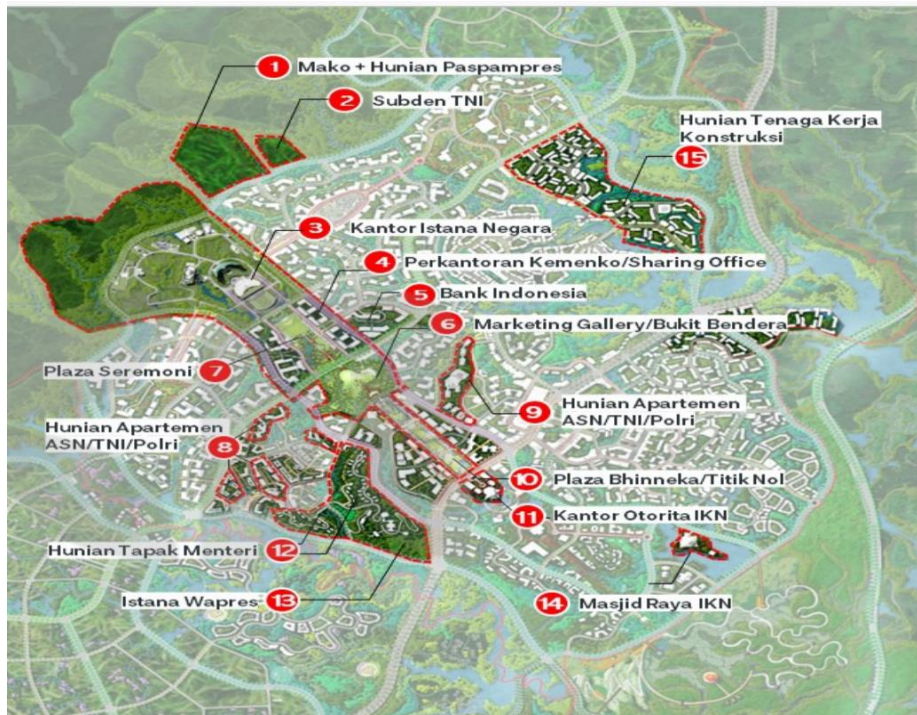 1 Mako + Hunian Paspampres
2 Subden TNI
Hunian Tenaga Kerja
Konstruksi
15
3 Kantor Istana Negara
4 Perkantoran Kemenko/Sharing Office
5 Bank Indonesia
6 Marketing Gallery/Bukit Bendera
Plaza Seremoni 7
9 Hunian Apartemen
ASN/TNI/Polri
Hunian Apartemen
ASN/TNI/Polri
8
10 Plaza Bhinneka/Titik Nol
11 Kantor Otorita IKN
Hunian Tapak Menteri 12
Istana Wapres 13
14 Masjid Raya IKN